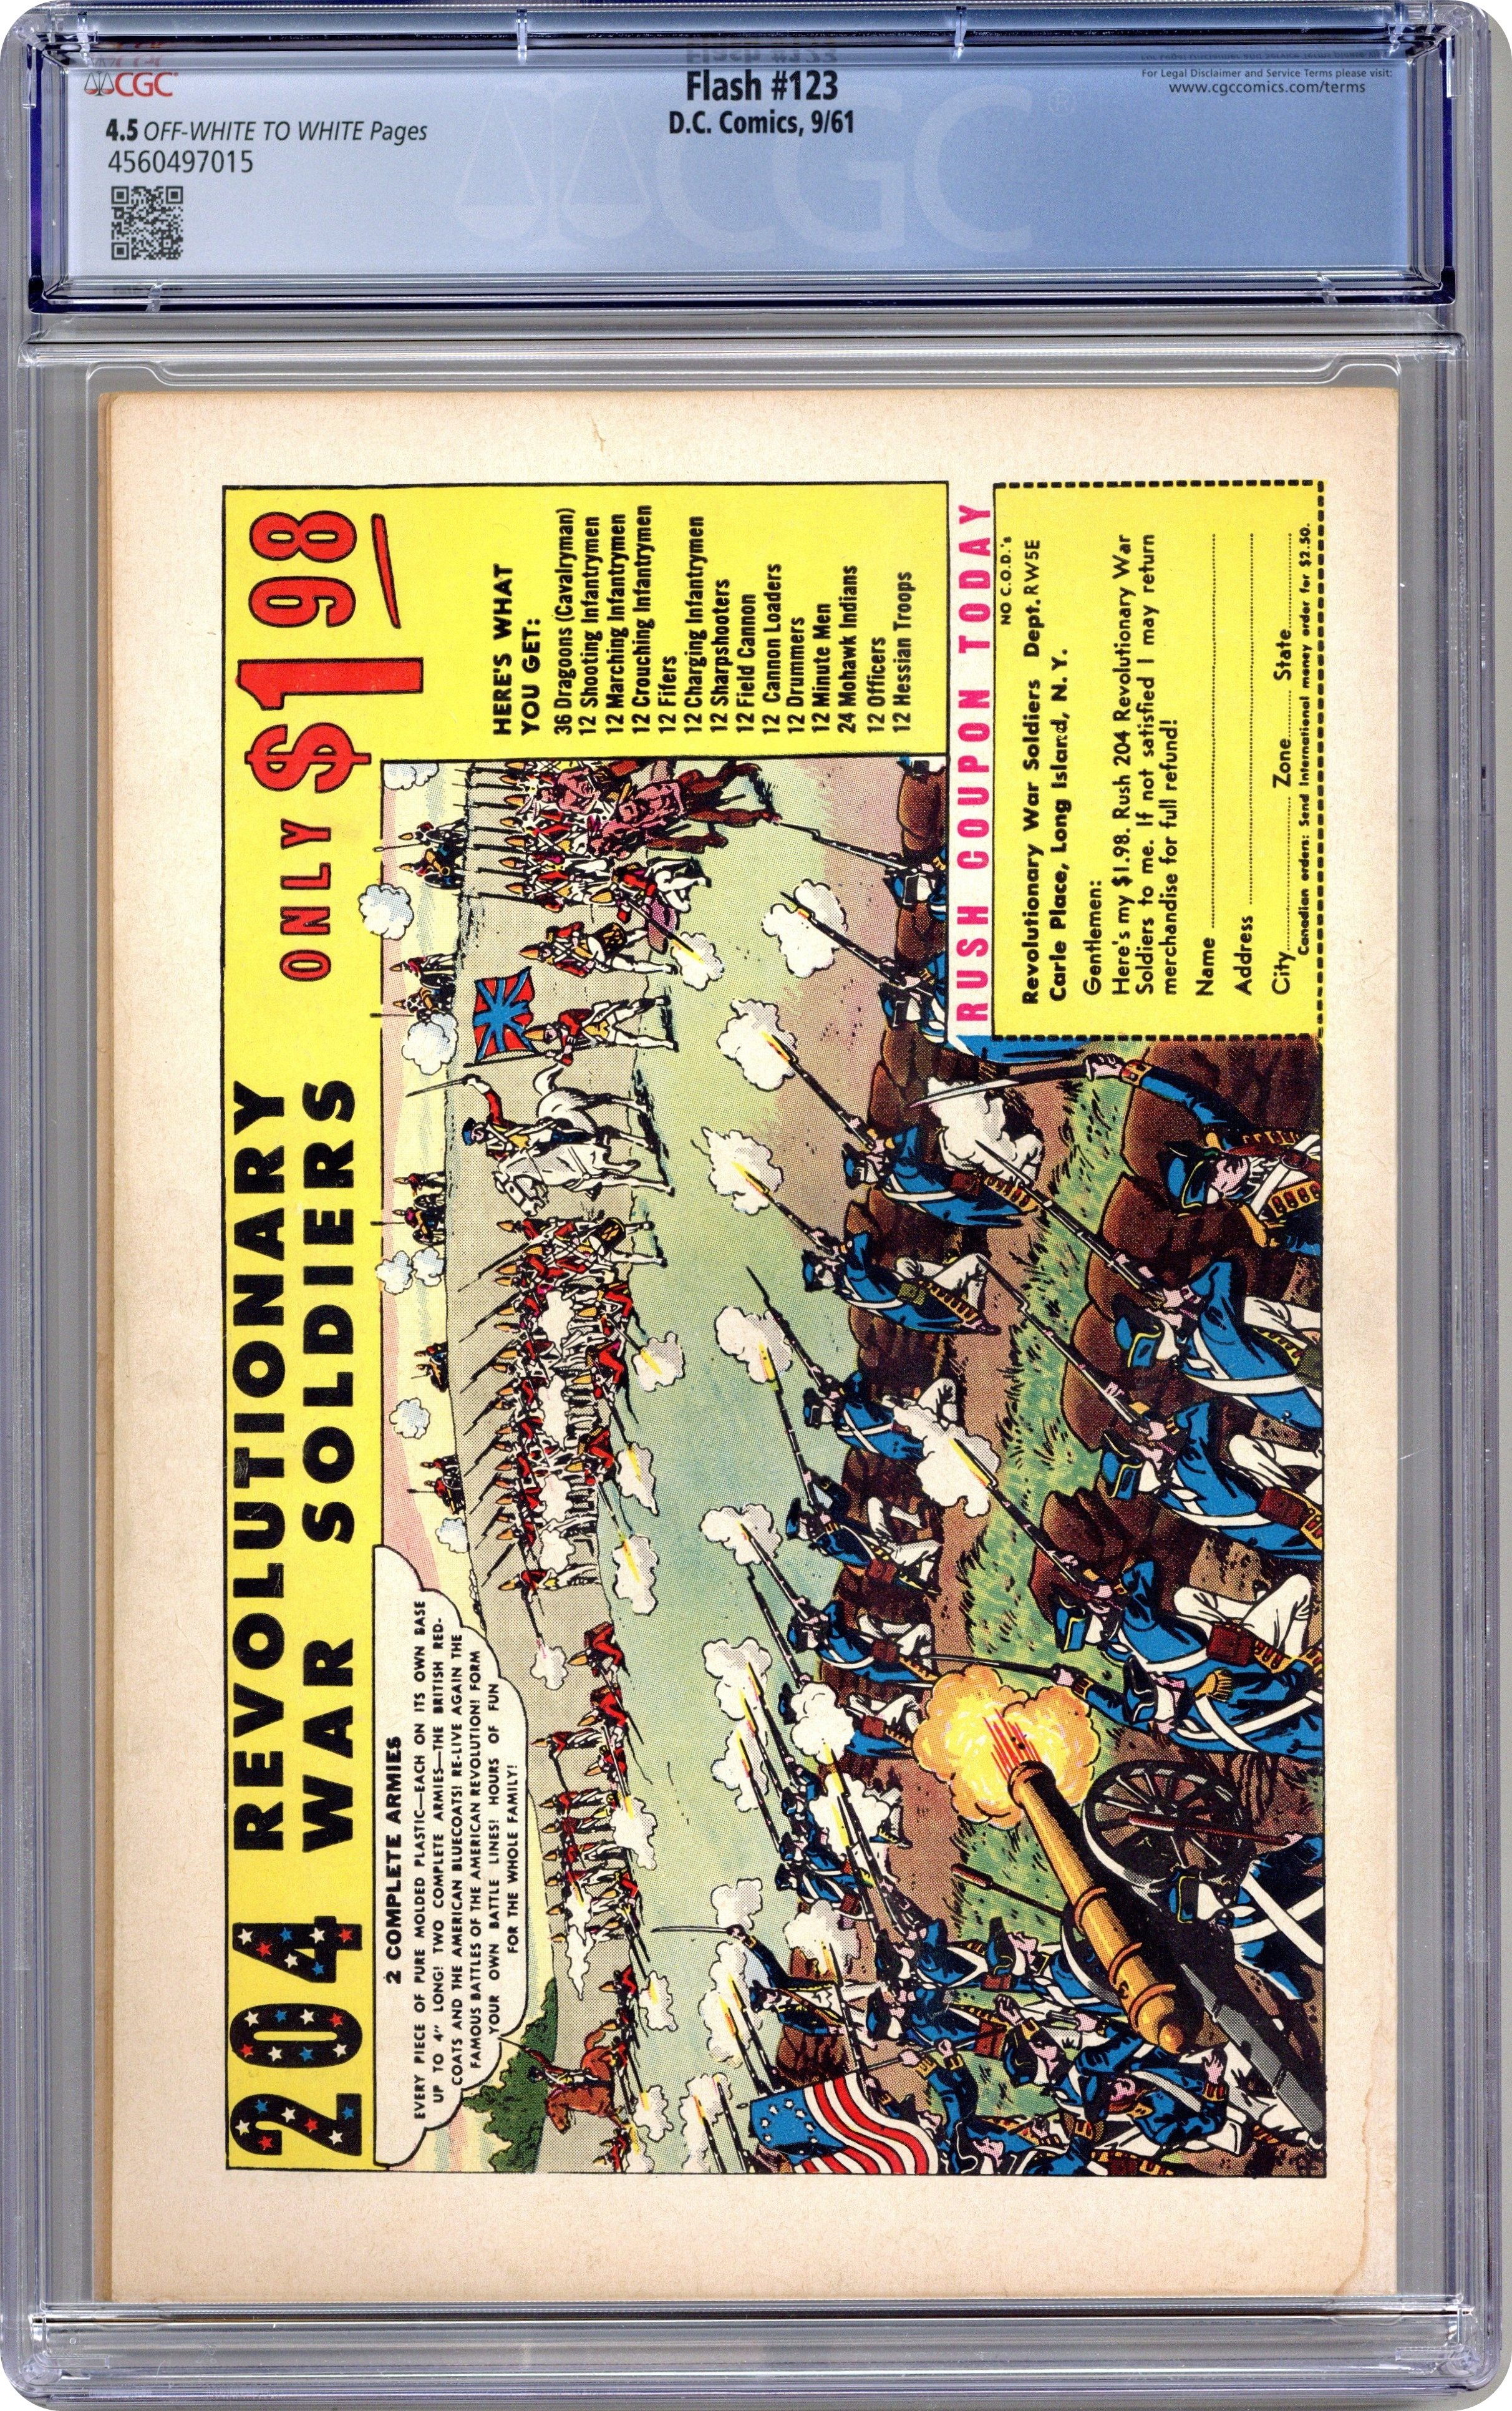 CGC
4.5 OFF-WHITE TO WHITE Pages
4560497015
Flash #123
D.C. Comics, 9/61
For Legal Disclaimer and Service Terms please visit:
www.cgccomics.com/terms
CGC®
204 REVOLUTIONARY
WAR SOLDIERS
ONLY $1 98
2 COMPLETE ARMIES
EVERY PIECE OF PURE MOLDED PLASTIC—EACH ON ITS OWN BASE
UP TO 4" LONG! TWO COMPLETE ARMIES—THE BRITISH RED-
COATS AND THE AMERICAN BLUECOATS! RE-LIVE AGAIN THE
FAMOUS BATTLES OF THE AMERICAN REVOLUTION! FORM
YOUR OWN BATTLE LINES! HOURS OF FUN
FOR THE WHOLE FAMILY!
HERE'S WHAT
YOU GET:
36 Dragoons (Cavalryman)
12 Shooting Infantrymen
12 Marching Infantrymen
12 Crouching Infantrymen
12 Fifers
12 Charging Infantrymen
12 Sharpshooters
12 Field Cannon
12 Cannon Loaders
12 Drummers
12 Minute Men
24 Mohawk Indians
12 Officers
12 Hessian Troops
RUSH COUPON TODAY
NO C.O.D.'s
Revolutionary War Soldiers Dept. RW5E
Carle Place, Long Island, N. Y.
Gentlemen:
Here's my $1.98. Rush 204 Revolutionary War
Soldiers to me. If not satisfied I may return
merchandise for full refund!
Name
Address
City Zone State
Canadian orders: Send International money order for $2.50.